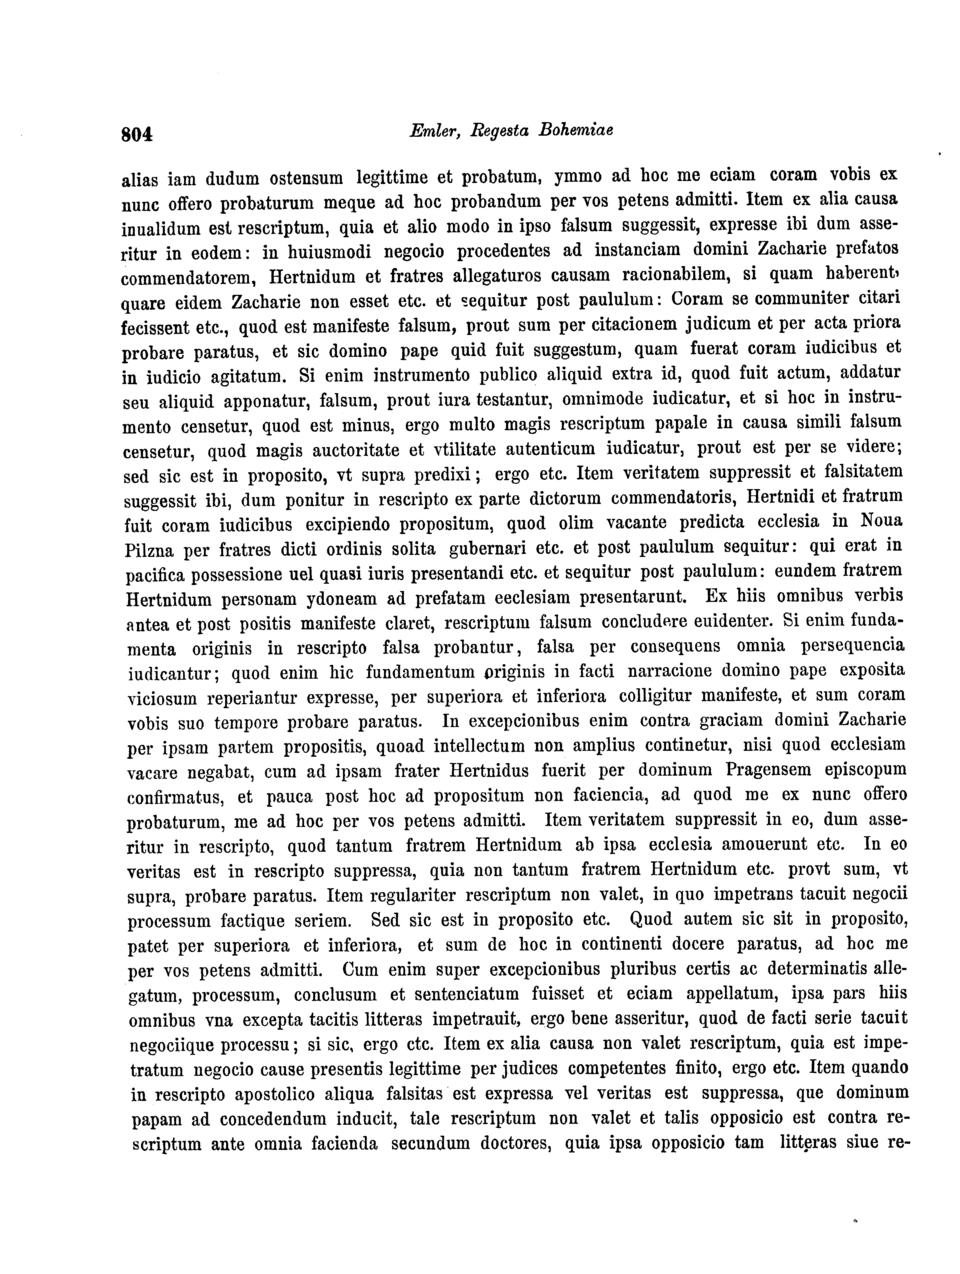 804
Emler, Regesta Bohemiae
alias iam dudum ostensum legittime et probatum, ymmo ad hoc me eciam coram vobis ex
nunc offero probaturum meque ad hoc probandum per vos petens admitti. Item ex alia causa
inualidum est rescriptum, quia et alio modo in ipso falsum suggessit, expresse ibi dum asse-
ritur in eodem: in huiusmodi negocio procedentes ad instanciam domini Zacharie prefatos
commendatorem, Hertnidum et fratres allegaturos causam racionabilem, si quam haberent,
quare eidem Zacharie non esset etc. et sequitur post paululum: Coram se communiter citari
fecissent etc., quod est manifeste falsum, prout sum per citacionem judicum et per acta priora
probare paratus, et sic domino pape quid fuit suggestum, quam fuerat coram iudicibus et
in iudicio agitatum. Si enim instrumento publico aliquid extra id, quod fuit actum, addatur
seu aliquid apponatur, falsum, prout iura testantur, omnimode iudicatur, et si hoc in instru-
mento censetur, quod est minus, ergo multo magis rescriptum papale in causa simili falsum
censetur, quod magis auctoritate et vtilitate autenticum iudicatur, prout est per se videre;
sed sic est in proposito, vt supra predixi; ergo etc. Item veritatem suppressit et falsitatem
suggessit ibi, dum ponitur in rescripto ex parte dictorum commendatoris, Hertnidi et fratrum
fuit coram iudicibus excipiendo propositum, quod olim vacante predicta ecclesia in Noua
Pilzna per fratres dicti ordinis solita gubernari etc. et post paululum sequitur: qui erat in
pacifica possessione uel quasi iuris presentandi etc. et sequitur post paululum: eundem fratrem
Hertnidum personam ydoneam ad prefatam eeclesiam presentarunt. Ex hiis omnibus verbis
antea et post positis manifeste claret, rescriptum falsum concludere euidenter. Si enim funda-
menta originis in rescripto falsa probantur, falsa per consequens omnia persequencia
iudicantur; quod enim hic fundamentum originis in facti narracione domino pape exposita
viciosum reperiantur expresse, per superiora et inferiora colligitur manifeste, et sum coram
vobis suo tempore probare paratus. In excepcionibus enim contra graciam domini Zacharie
per ipsam partem propositis, quoad intellectum non amplius continetur, nisi quod ecclesiam
vacare negabat, cum ad ipsam frater Hertnidus fuerit per dominum Pragensem episcopum
confirmatus, et pauca post hoc ad propositum non faciencia, ad quod me ex nunc offero
probaturum, me ad hoc per vos petens admitti. Item veritatem suppressit in eo, dum asse-
ritur in rescripto, quod tantum fratrem Hertnidum ab ipsa ecclesia amouerunt etc. In eo
veritas est in rescripto suppressa, quia non tantum fratrem Hertnidum etc. provt sum, vt
supra, probare paratus. Item regulariter rescriptum non valet, in quo impetrans tacuit negocii
processum factique seriem. Sed sic est in proposito etc. Quod autem sic sit in proposito,
patet per superiora et inferiora, et sum de hoc in continenti docere paratus, ad hoc me
per vos petens admitti. Cum enim super excepcionibus pluribus certis ac determinatis alle-
gatum, processum, conclusum et sentenciatum fuisset et eciam appellatum, ipsa pars hiis
omnibus vna excepta tacitis litteras impetrauit, ergo bene asseritur, quod de facti serie tacuit
negociique processu; si sic, ergo etc. Item ex alia causa non valet rescriptum, quia est impe-
tratum negocio cause presentis legittime per judices competentes finito, ergo etc. Item quando
in rescripto apostolico aliqua falsitas est expressa vel veritas est suppressa, que dominum
papam ad concedendum inducit, tale rescriptum non valet et talis opposicio est contra re-
scriptum ante omnia facienda secundum doctores, quia ipsa opposicio tam litteras siue re-